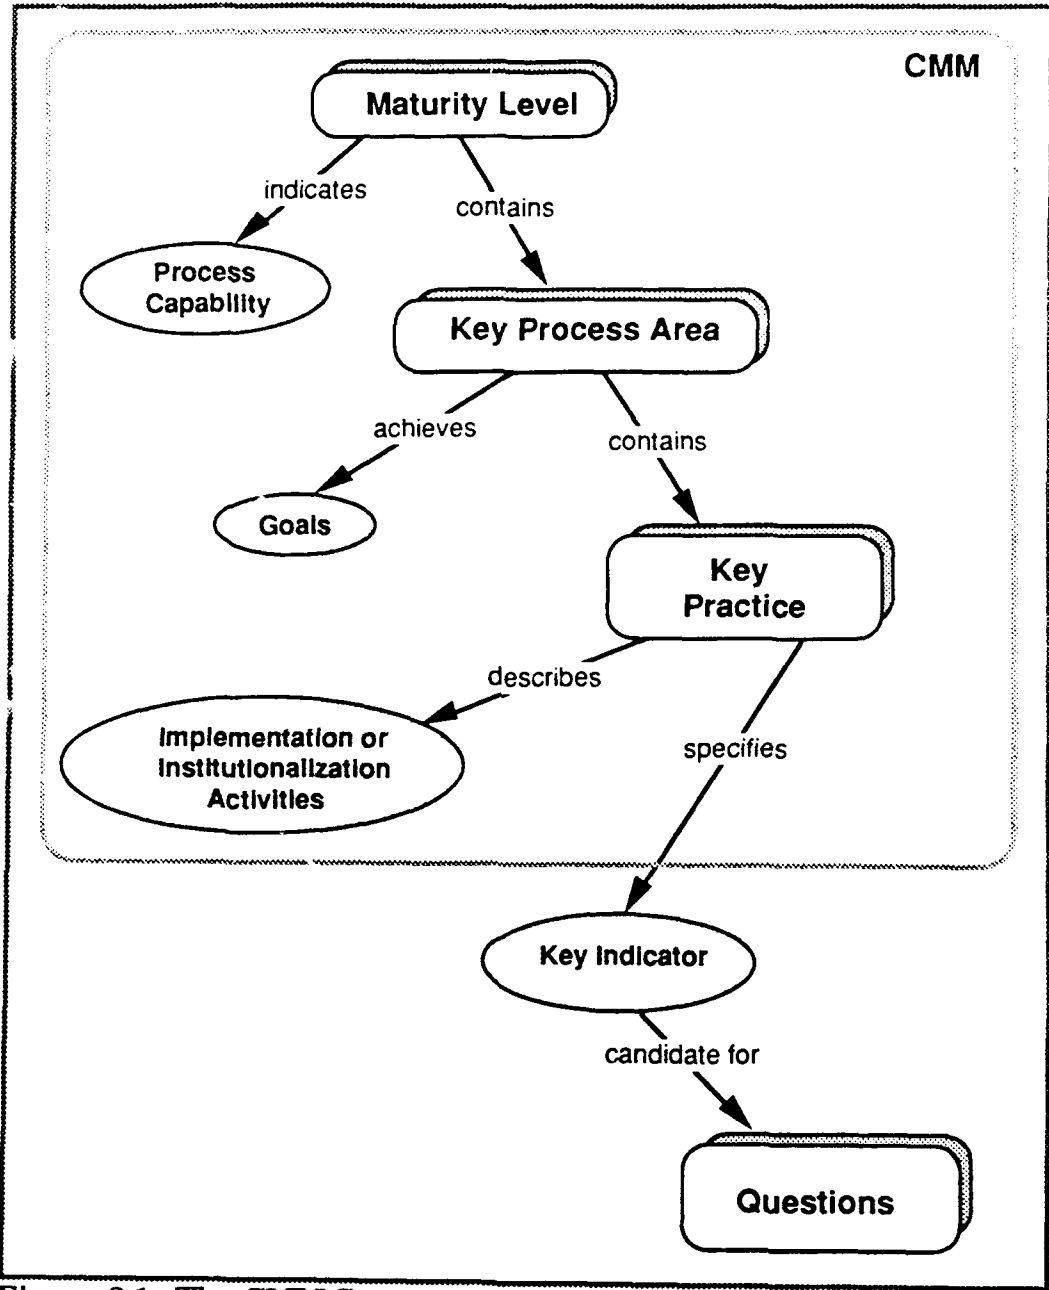 CMM
Maturity Level
indicates
contains
Process
Capability
Key Process Area
achieves
contains
Goals
Key
Practice
describes
Implementation or
Institutionalization
Activities
specifies
Key Indicator
candidate for
Questions